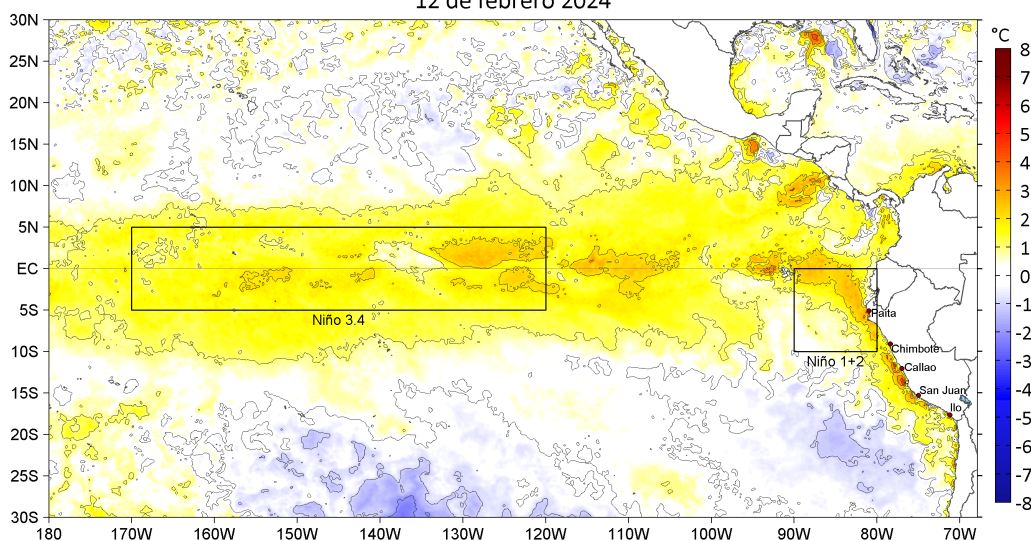 12 de febrero 2024
°C
30N
25N
20N
15N
10N
5N
EC
5S
10S
15S
20S
25S
30S
Niño 3.4
Niño 1+2
Paita
Chimbote
Callao
San Juan
Ilo
8
7
6
5
4
3
2
1
0
-1
-2
-3
-4
-5
-6
-7
-8
180 170W 160W 150W 140W 130W 120W 110W 100W 90W 80W 70W